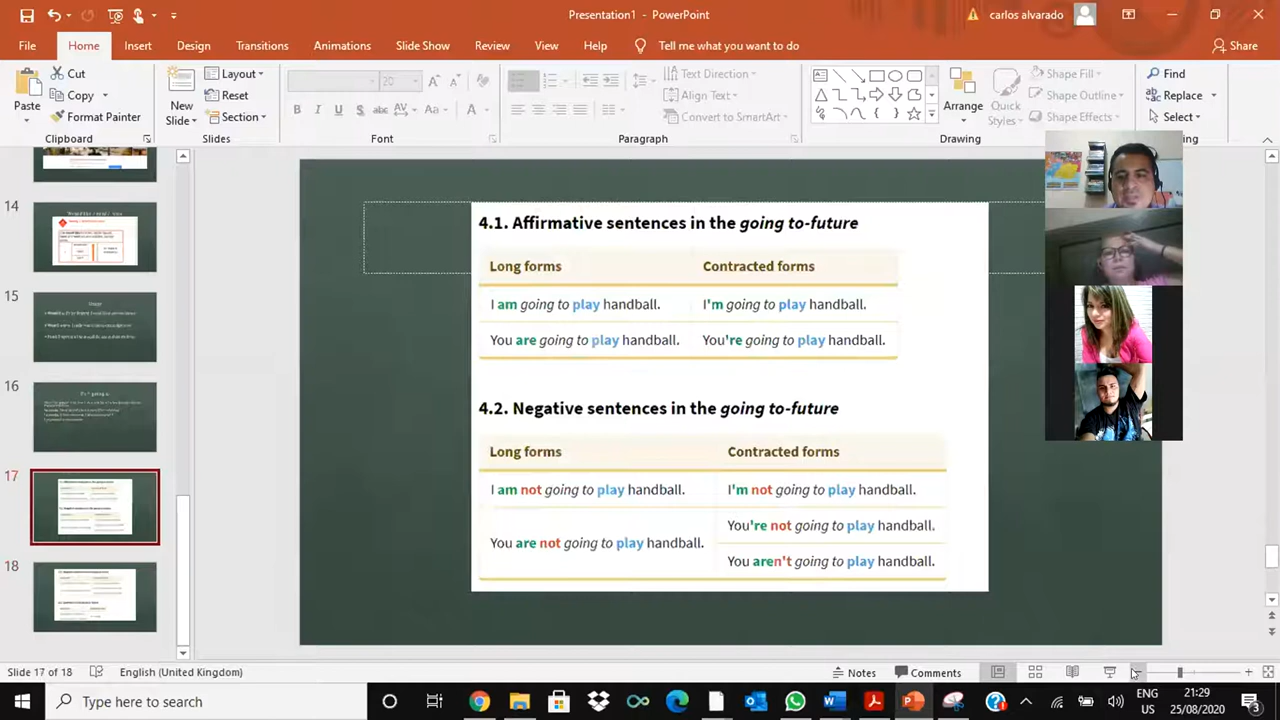 Presentation1 - PowerPoint
carlos alvarado
File Home Insert Design Transitions Animations Slide Show Review View Help Tell me what you want to do Share
Cut Layout 20 Text Direction Shape Fill Find
Paste Copy New Slide Reset Align Text Arrange Quick Styles Shape Outline Replace
Format Painter Section B I U S abc AV Aa A Convert to SmartArt Shape Effects Select
Clipboard Slides Font Paragraph Drawing
14
15
16
17
18
4.1. Affirmative sentences in the going to-future
Long forms Contracted forms
I am going to play handball. I'm going to play handball.
You are going to play handball. You're going to play handball.
4.2. Negative sentences in the going to-future
Long forms Contracted forms
I am not going to play handball. I'm not going to play handball.
You're not going to play handball.
You are not going to play handball.
You aren't going to play handball.
Slide 17 of 18 English (United Kingdom) Notes Comments
Type here to search
ENG 21:29
US 25/08/2020 3